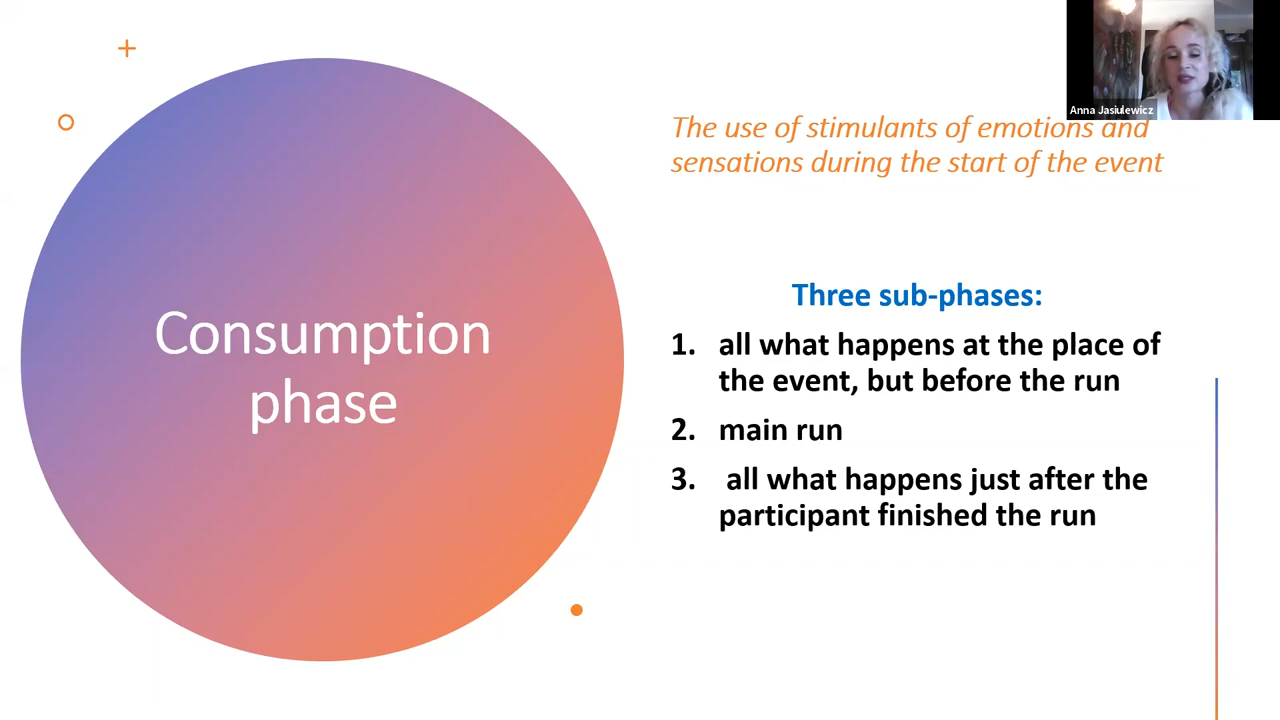 Anna Jasiulewicz
The use of stimulants of emotions and
sensations during the start of the event
Consumption
phase
Three sub-phases:
1. all what happens at the place of
the event, but before the run
2. main run
3. all what happens just after the
participant finished the run